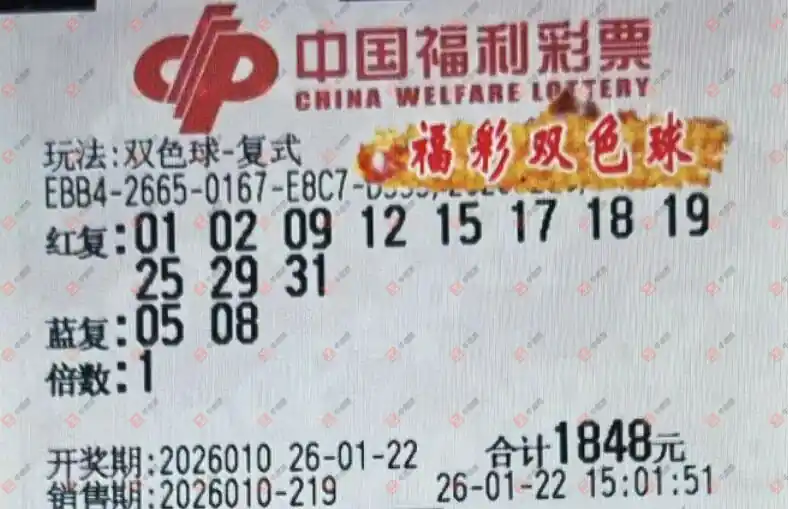 中国福利彩票
CHINA WELFARE LOTTERY
福彩双色球
玩法:双色球-复式
EBB4-2665-0167-E8C7-
红复:01 02 09 12 15 17 18 19
25 29 31
蓝复:05 08
倍数:1
合计1848元
开奖期:2026010 26-01-22
销售期:2026010-219 26-01-22 15:01:51